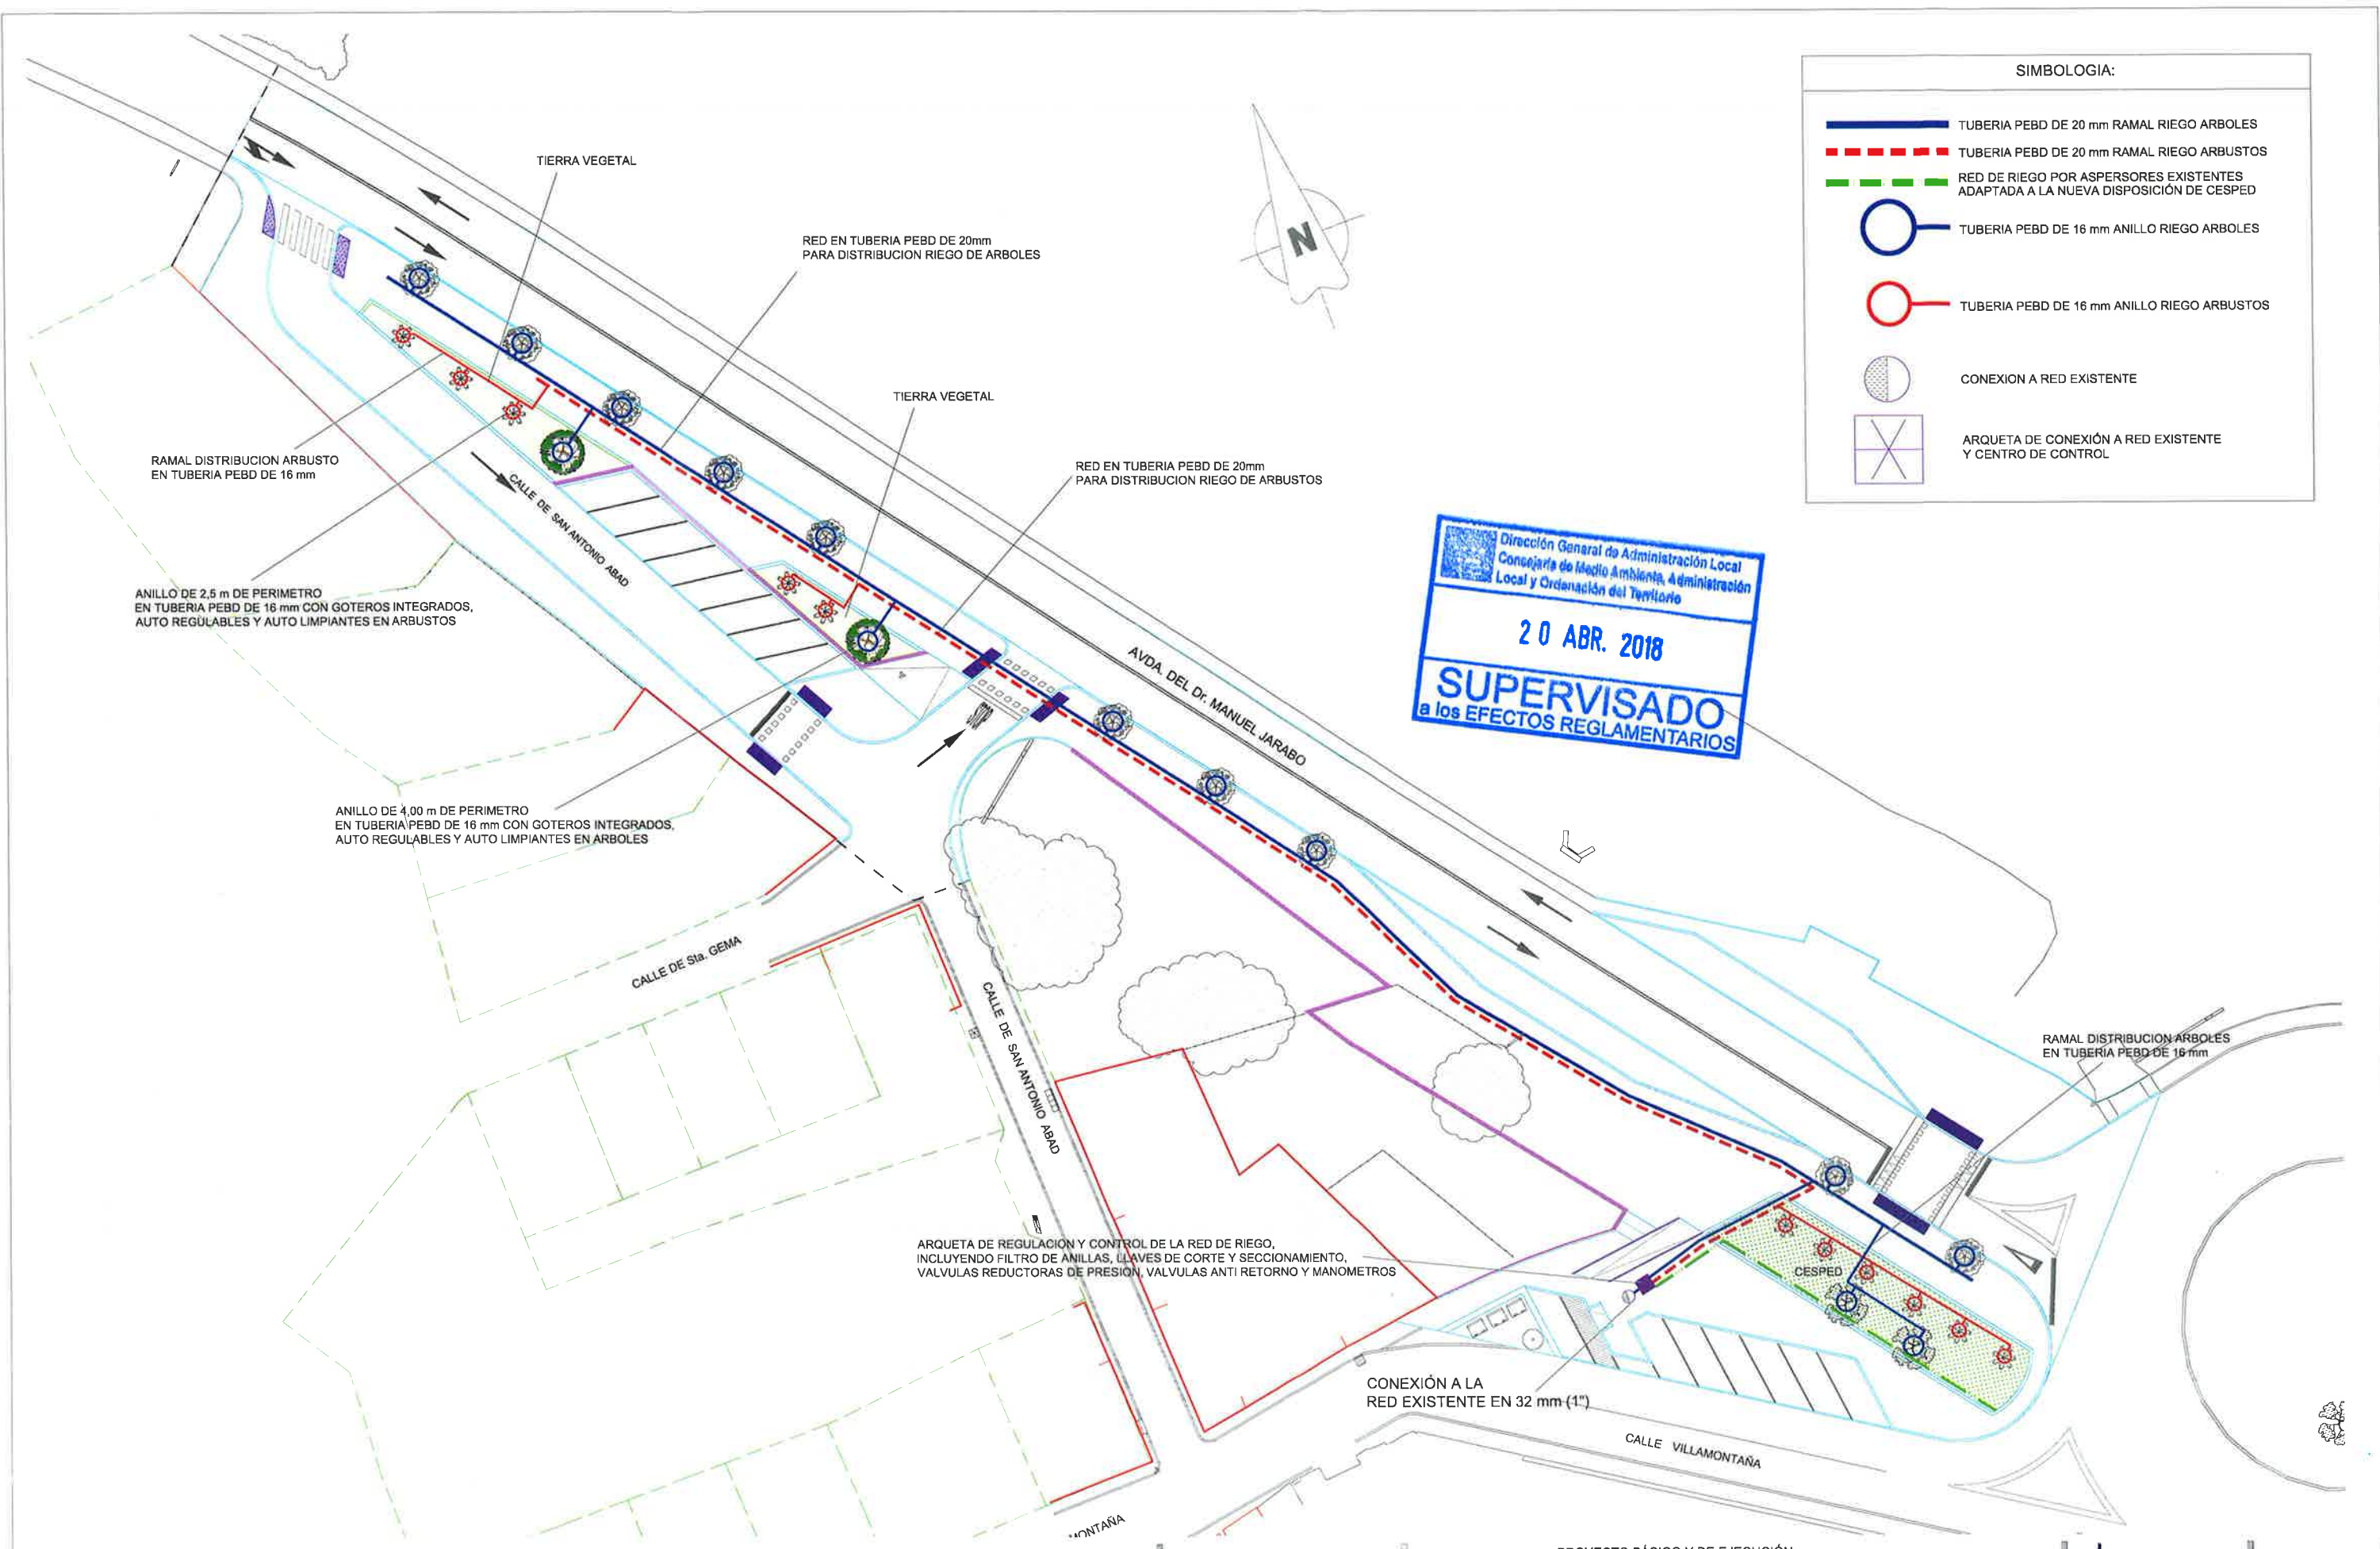 SIMBOLOGIA:
TUBERIA PEBD DE 20 mm RAMAL RIEGO ARBOLES
TUBERIA PEBD DE 20 mm RAMAL RIEGO ARBUSTOS
RED DE RIEGO POR ASPERSORES EXISTENTES
ADAPTADA A LA NUEVA DISPOSICIÓN DE CESPED
TUBERIA PEBD DE 16 mm ANILLO RIEGO ARBOLES
TUBERIA PEBD DE 16 mm ANILLO RIEGO ARBUSTOS
CONEXION A RED EXISTENTE
ARQUETA DE CONEXIÓN A RED EXISTENTE
Y CENTRO DE CONTROL
TIERRA VEGETAL
RED EN TUBERIA PEBD DE 20mm
PARA DISTRIBUCION RIEGO DE ARBOLES
N
TIERRA VEGETAL
RED EN TUBERIA PEBD DE 20mm
PARA DISTRIBUCION RIEGO DE ARBUSTOS
RAMAL DISTRIBUCION ARBUSTO
EN TUBERIA PEBD DE 16 mm
CALLE DE SAN ANTONIO ABAD
Dirección General de Administración Local
Consejería de Medio Ambiente, Administración
Local y Ordenación del Territorio
20 ABR. 2018
SUPERVISADO
a los EFECTOS REGLAMENTARIOS
ANILLO DE 2,5 m DE PERIMETRO
EN TUBERIA PEBD DE 16 mm CON GOTEROS INTEGRADOS,
AUTO REGULABLES Y AUTO LIMPIANTES EN ARBUSTOS
AVDA. DEL Dr. MANUEL JARABO
ANILLO DE 4,00 m DE PERIMETRO
EN TUBERIA PEBD DE 16 mm CON GOTEROS INTEGRADOS,
AUTO REGULABLES Y AUTO LIMPIANTES EN ARBOLES
CALLE DE Sta. GEMA
CALLE DE SAN ANTONIO ABAD
RAMAL DISTRIBUCION ARBOLES
EN TUBERIA PEBD DE 16 mm
ARQUETA DE REGULACION Y CONTROL DE LA RED DE RIEGO,
INCLUYENDO FILTRO DE ANILLAS, LLAVES DE CORTE Y SECCIONAMIENTO,
VALVULAS REDUCTORAS DE PRESION, VALVULAS ANTI RETORNO Y MANOMETROS
CESPED
CONEXIÓN A LA
RED EXISTENTE EN 32 mm (1")
CALLE VILLAMONTAÑA
MONTAÑA
PROYECTO BÁSICO Y DE EJECUCIÓN